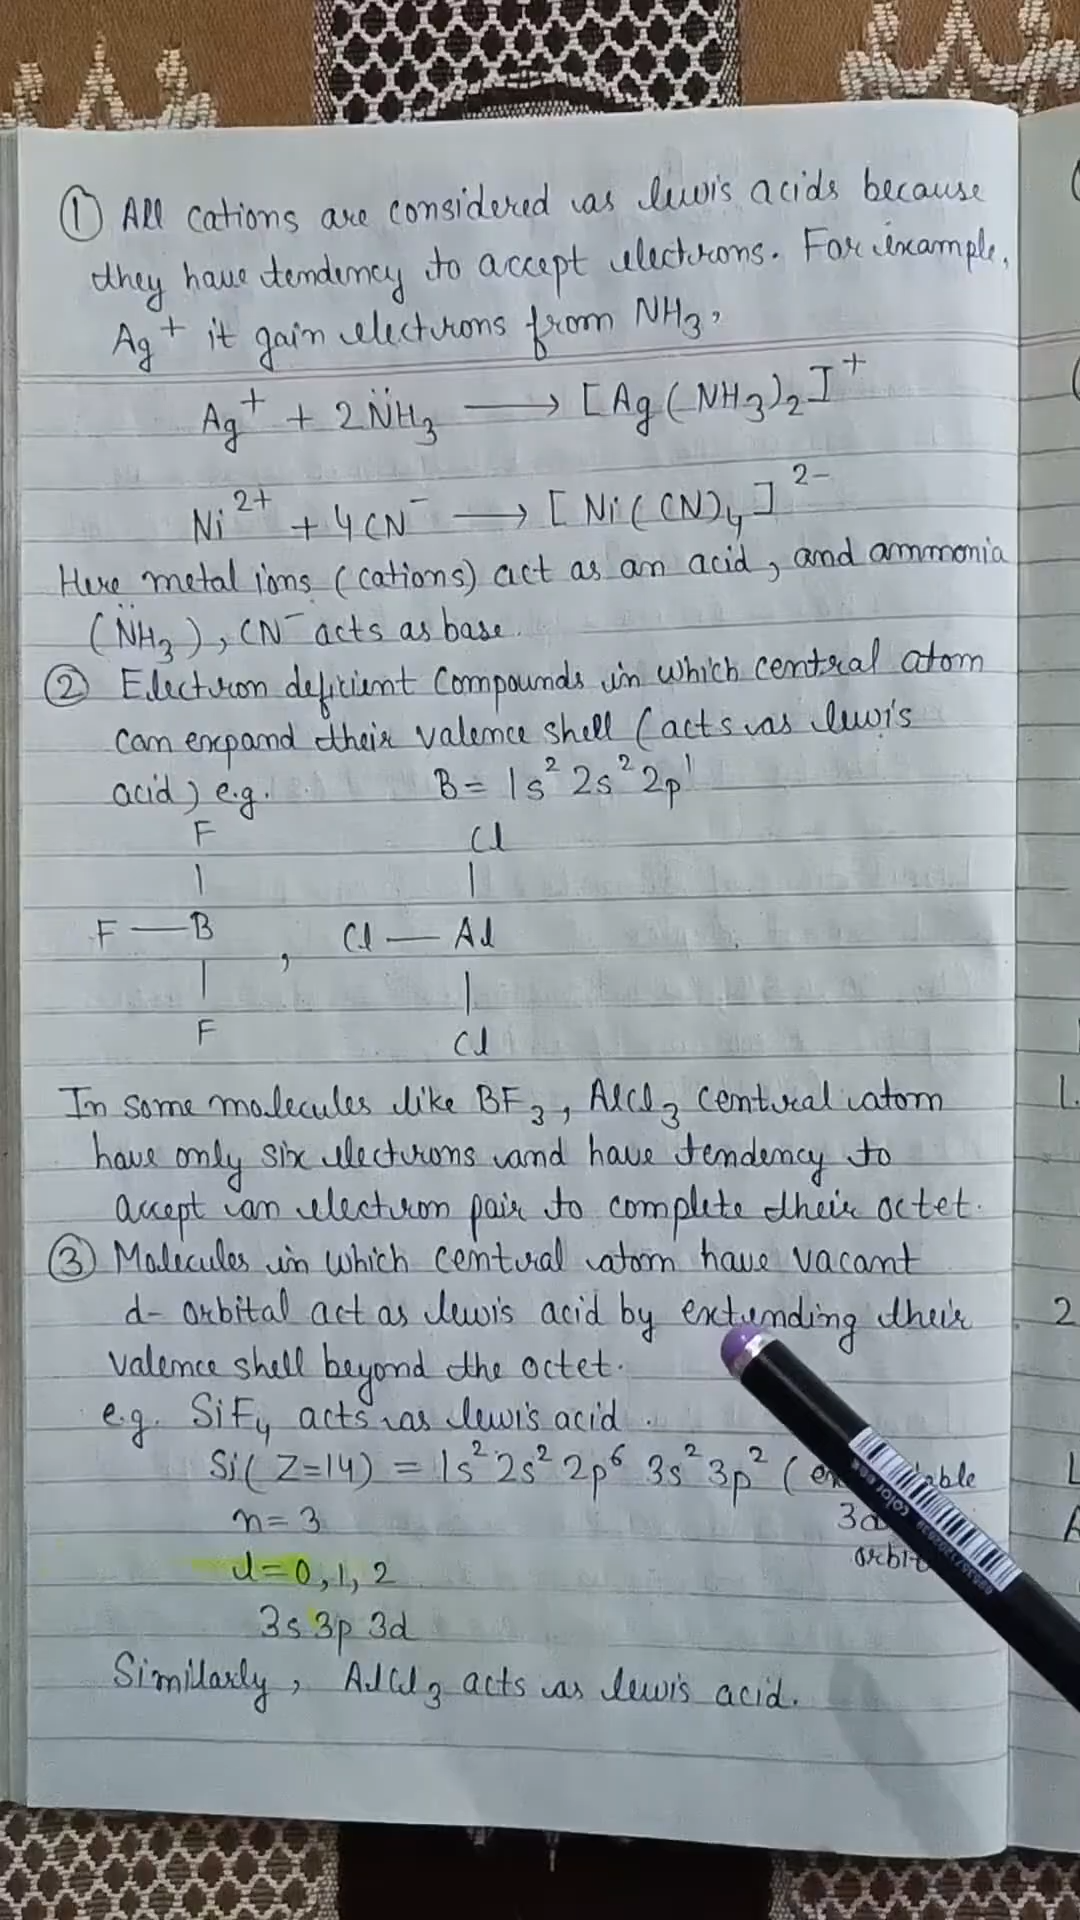 ① All cations are considered as lewis acids because
they have tendency to accept electrons. For example,
Ag⁺ it gain electrons from NH₃,
Ag⁺ + 2N̈H₃ ⟶ [Ag(NH₃)₂]⁺
Ni²⁺ + 4CN⁻ ⟶ [Ni(CN)₄]²⁻
Here metal ions (cations) act as an acid, and ammonia
(N̈H₃), CN⁻ acts as base.
② Electron deficient compounds in which central atom
can expand their valence shell (acts as lewis
acid) e.g. B = 1s² 2s² 2p¹
F Cl
| |
F — B , Cl — Al
| |
F Cl
In some molecules like BF₃, AlCl₃ central atom
have only six electrons and have tendency to
accept an electron pair to complete their octet.
③ Molecules in which central atom have vacant
d-orbital act as lewis acid by extending their
valence shell beyond the octet.
e.g. SiF₄ acts as lewis acid.
Si(Z=14) = 1s² 2s² 2p⁶ 3s² 3p² (
n = 3
l = 0, 1, 2
3s 3p 3d
Similarly, AlCl₃ acts as lewis acid.